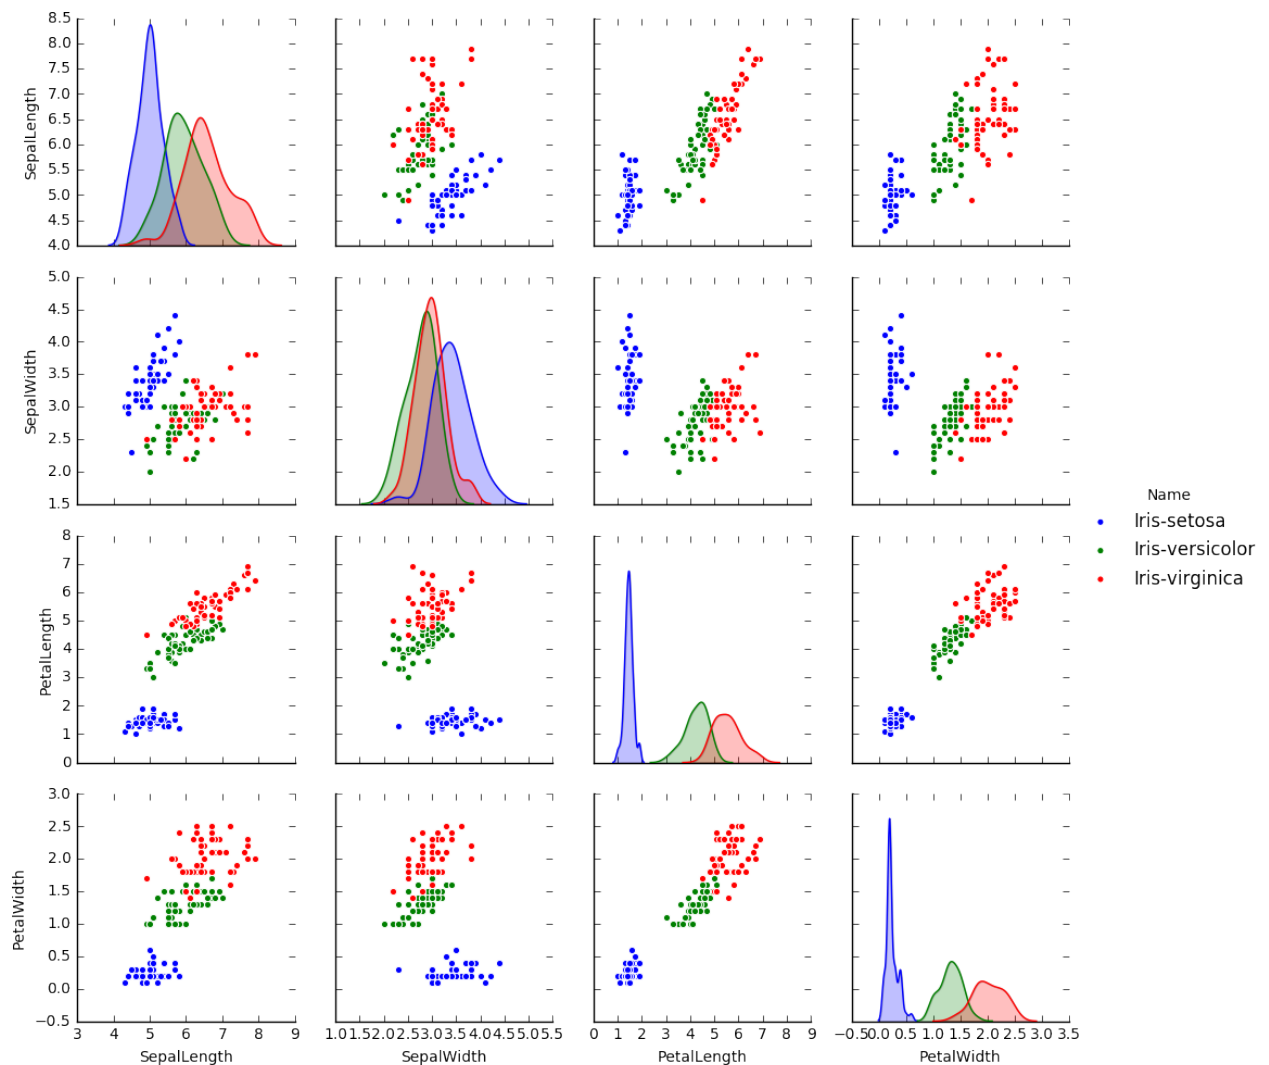 8.5
8.0
7.5
7.0
6.5
6.0
5.5
5.0
4.5
4.0
SepalLength
5.0
4.5
4.0
3.5
3.0
2.5
2.0
1.5
SepalWidth
8
7
6
5
4
3
2
1
0
PetalLength
3.0
2.5
2.0
1.5
1.0
0.5
0.0
−0.5
PetalWidth
3 4 5 6 7 8 9
SepalLength
1.0 1.5 2.0 2.5 3.0 3.5 4.0 4.5 5.0 5.5
SepalWidth
0 1 2 3 4 5 6 7 8 9
PetalLength
−0.5 0.0 0.5 1.0 1.5 2.0 2.5 3.0 3.5
PetalWidth
Name
Iris-setosa
Iris-versicolor
Iris-virginica